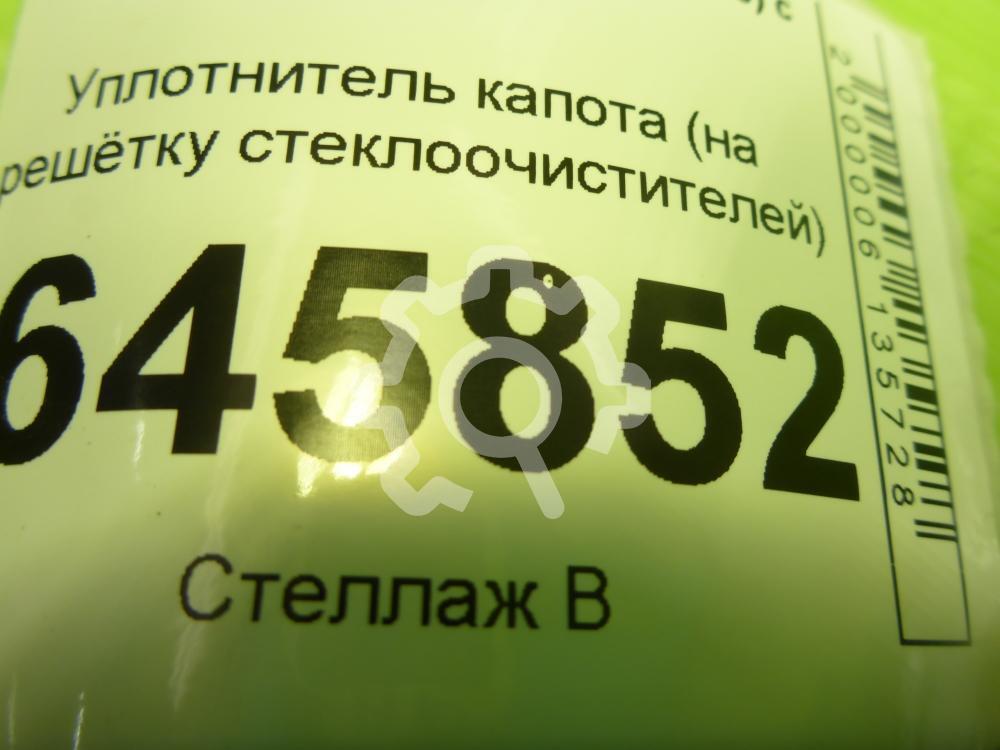 Уплотнитель капота (на
решётку стеклоочистителей)
645852
Стеллаж В
2000006135728